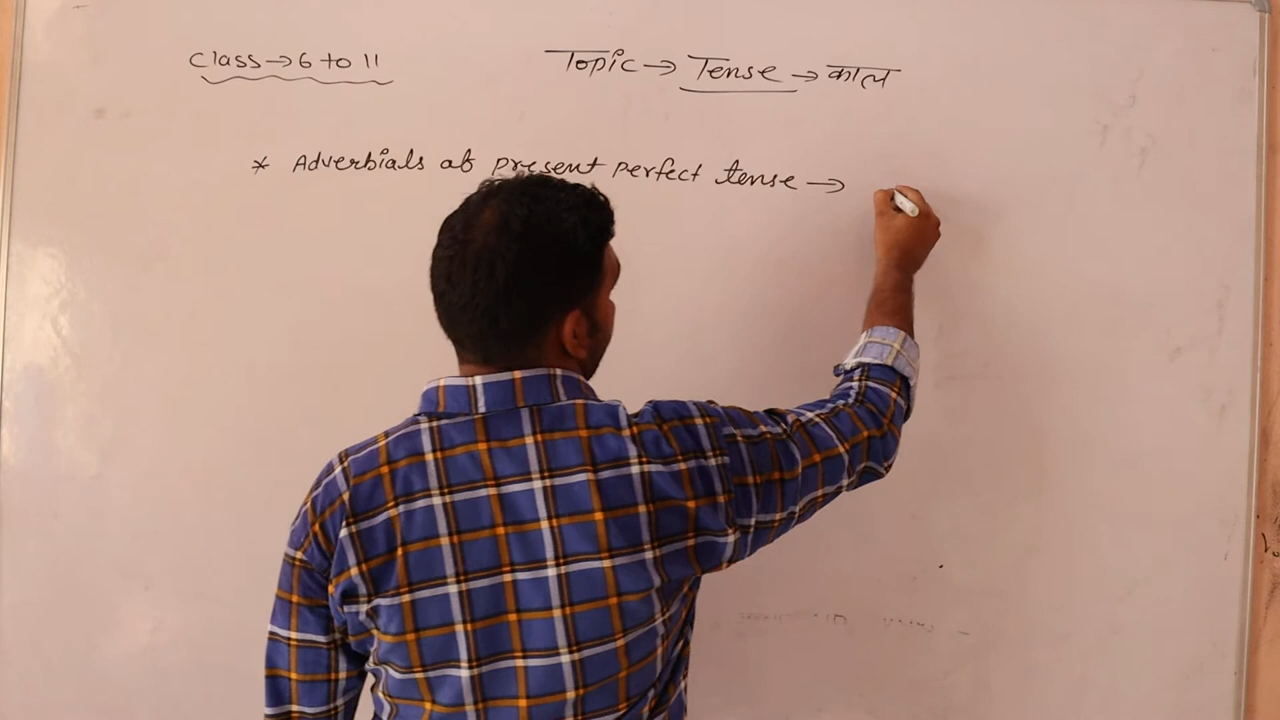 Class→6 to 11
Topic→ Tense → काल
* Adverbials of present perfect tense →